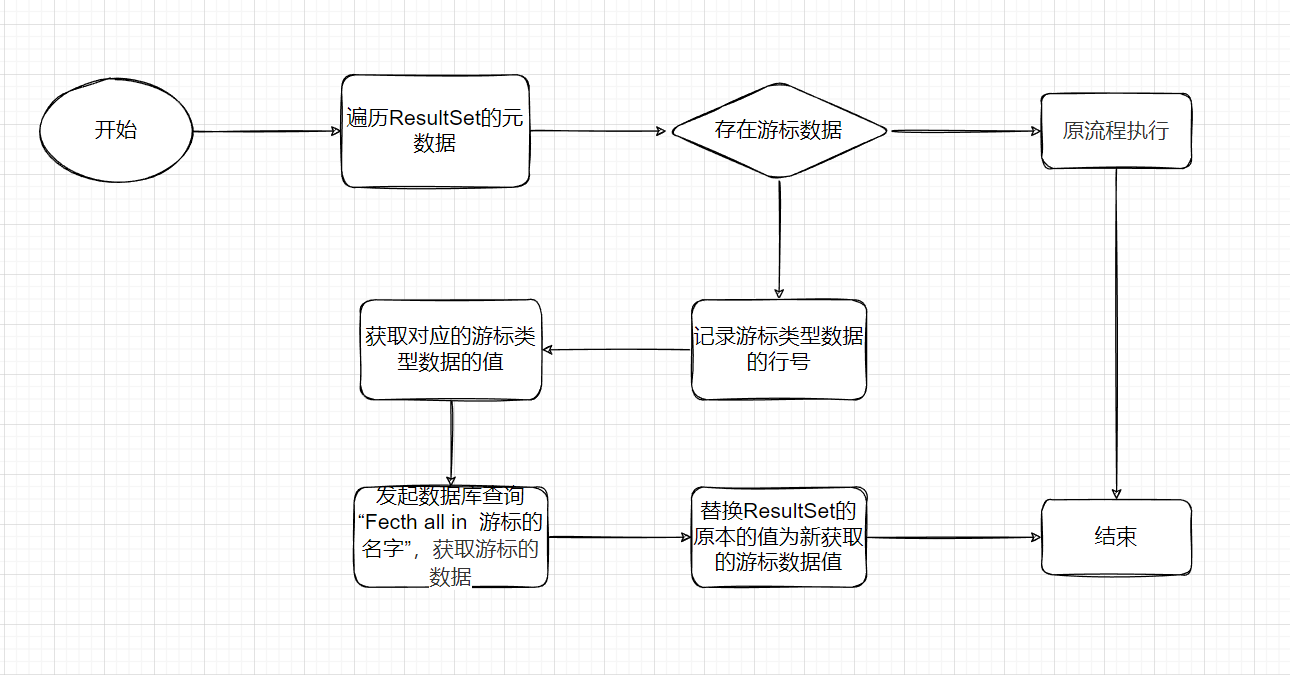 开始
遍历ResultSet的元
数据
存在游标数据
原流程执行
获取对应的游标类
型数据的值
记录游标类型数据
的行号
发起数据库查询
“Fecth all in 游标的
名字”，获取游标的
数据
替换ResultSet的
原本的值为新获取
的游标数据值
结束